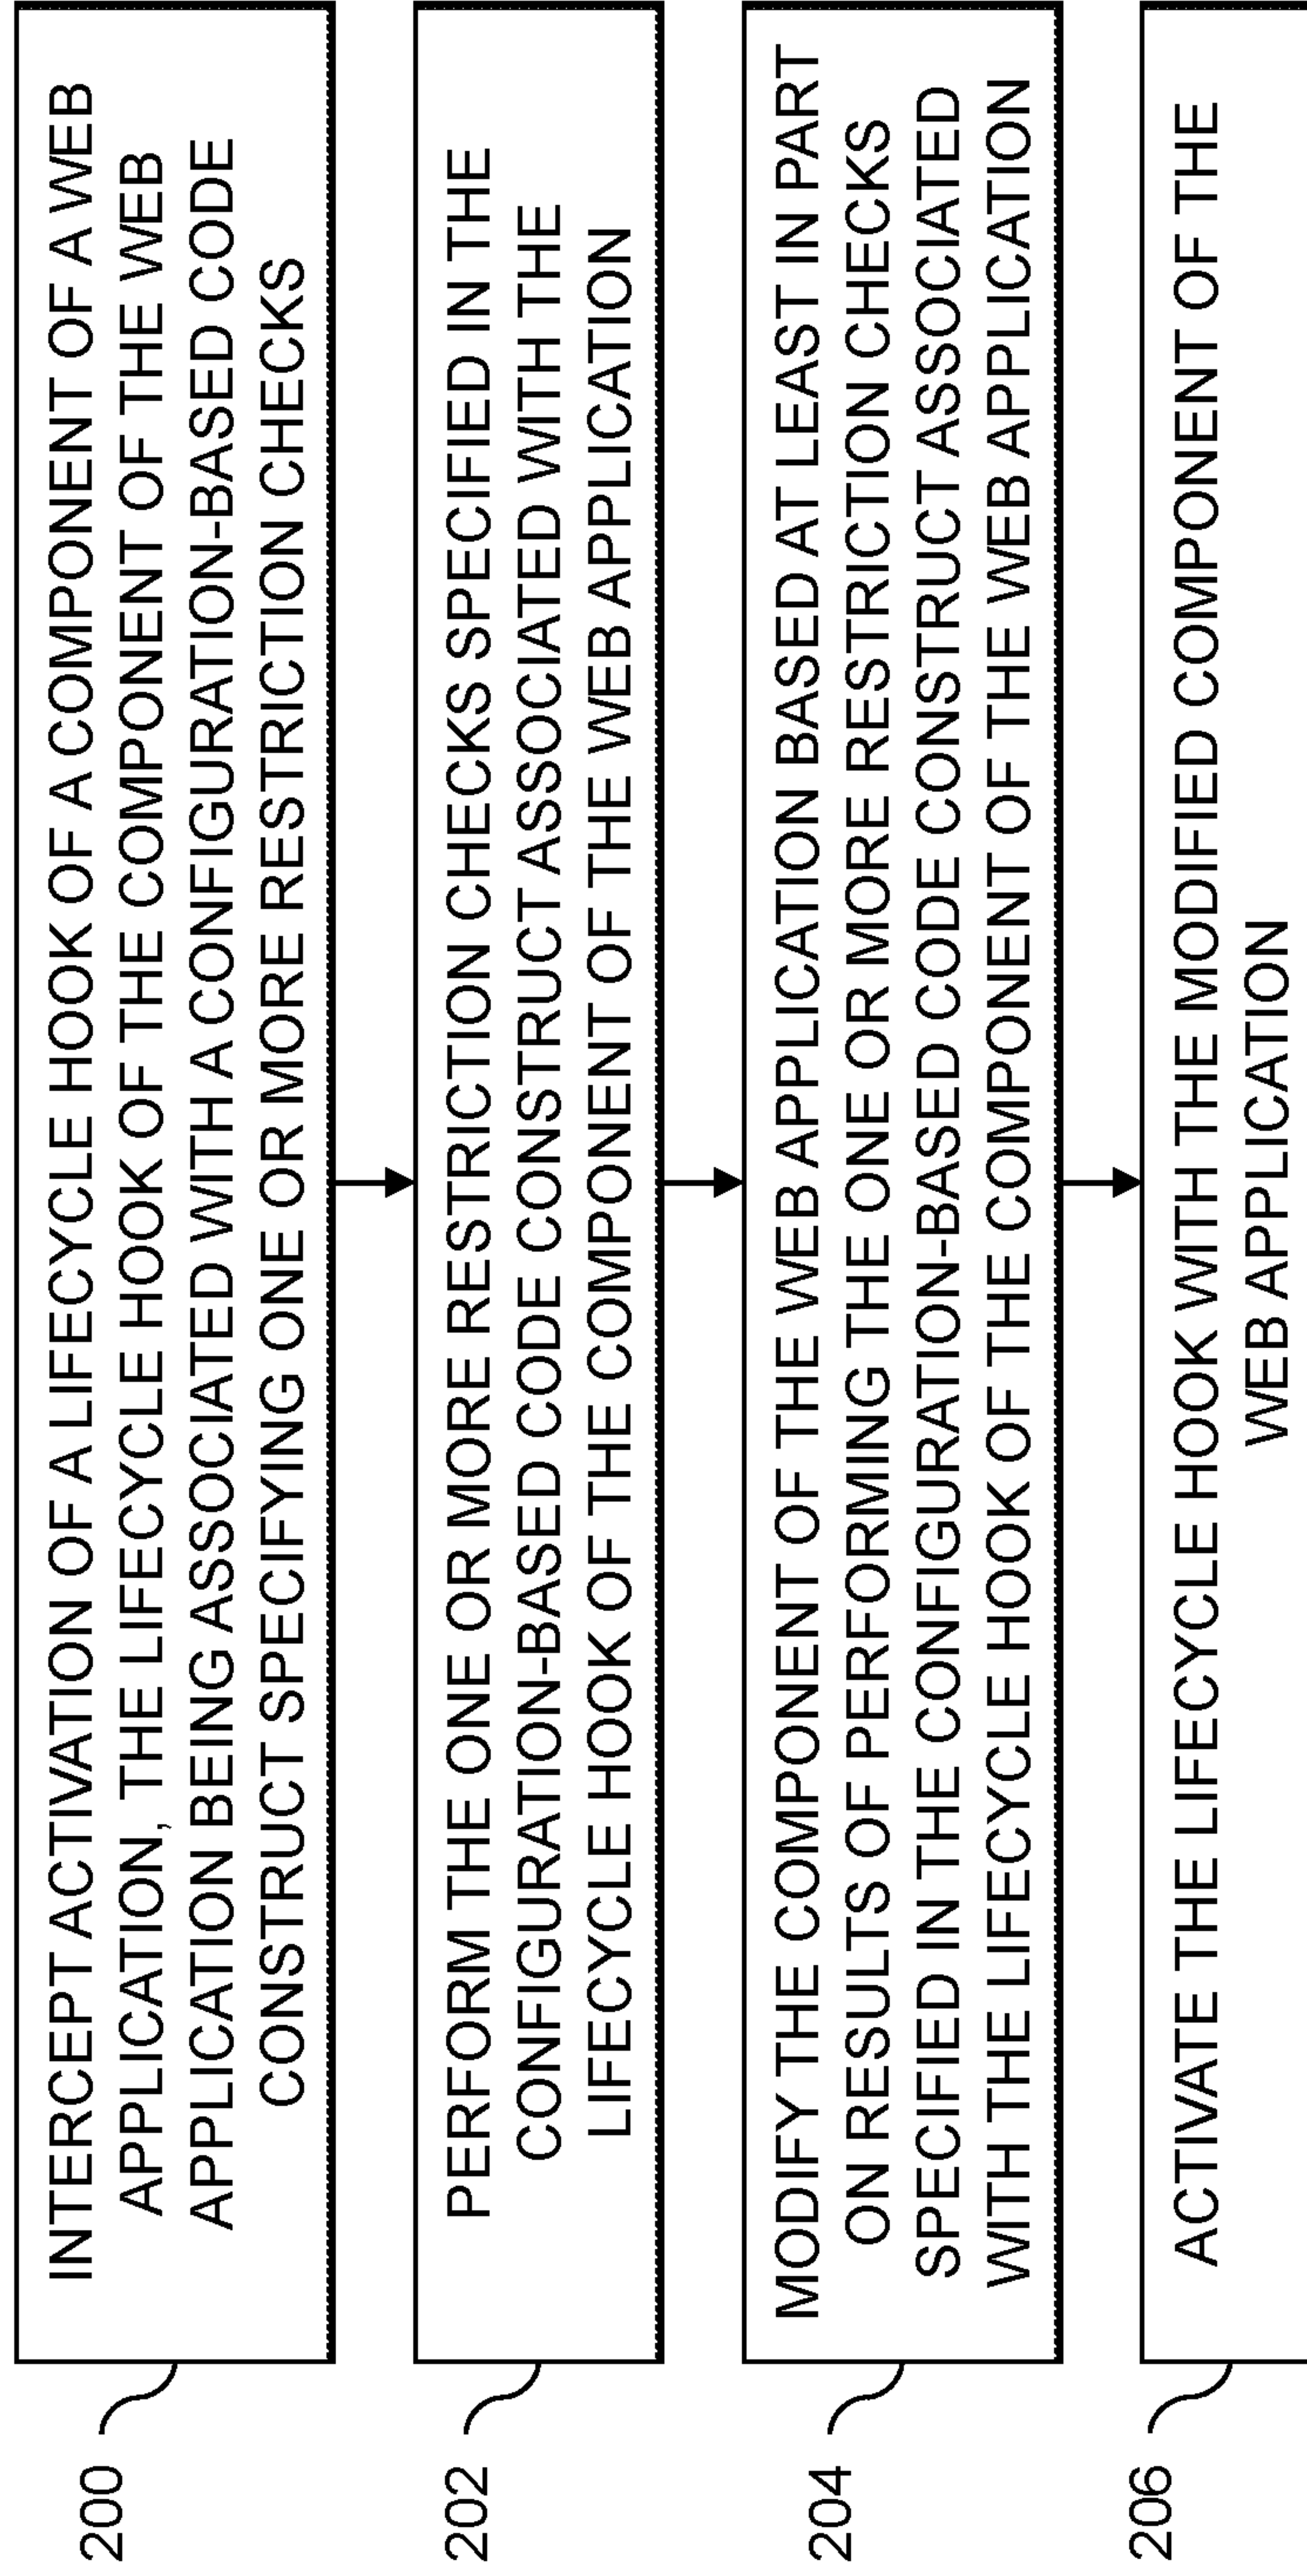 200
INTERCEPT ACTIVATION OF A LIFECYCLE HOOK OF A COMPONENT OF A WEB
APPLICATION, THE LIFECYCLE HOOK OF THE COMPONENT OF THE WEB
APPLICATION BEING ASSOCIATED WITH A CONFIGURATION-BASED CODE
CONSTRUCT SPECIFYING ONE OR MORE RESTRICTION CHECKS
202
PERFORM THE ONE OR MORE RESTRICTION CHECKS SPECIFIED IN THE
CONFIGURATION-BASED CODE CONSTRUCT ASSOCIATED WITH THE
LIFECYCLE HOOK OF THE COMPONENT OF THE WEB APPLICATION
204
MODIFY THE COMPONENT OF THE WEB APPLICATION BASED AT LEAST IN PART
ON RESULTS OF PERFORMING THE ONE OR MORE RESTRICTION CHECKS
SPECIFIED IN THE CONFIGURATION-BASED CODE CONSTRUCT ASSOCIATED
WITH THE LIFECYCLE HOOK OF THE COMPONENT OF THE WEB APPLICATION
206
ACTIVATE THE LIFECYCLE HOOK WITH THE MODIFIED COMPONENT OF THE
WEB APPLICATION